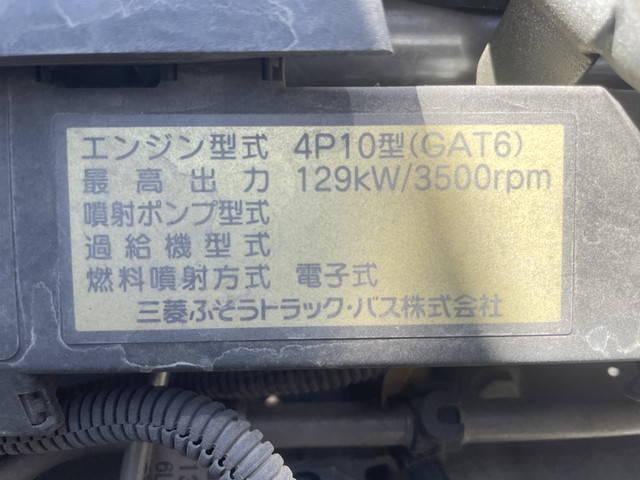 エンジン型式 4P10型(GAT6)
最高出力 129kW/3500rpm
噴射ポンプ型式
過給機型式
燃料噴射方式 電子式
三菱ふそうトラック・バス株式会社